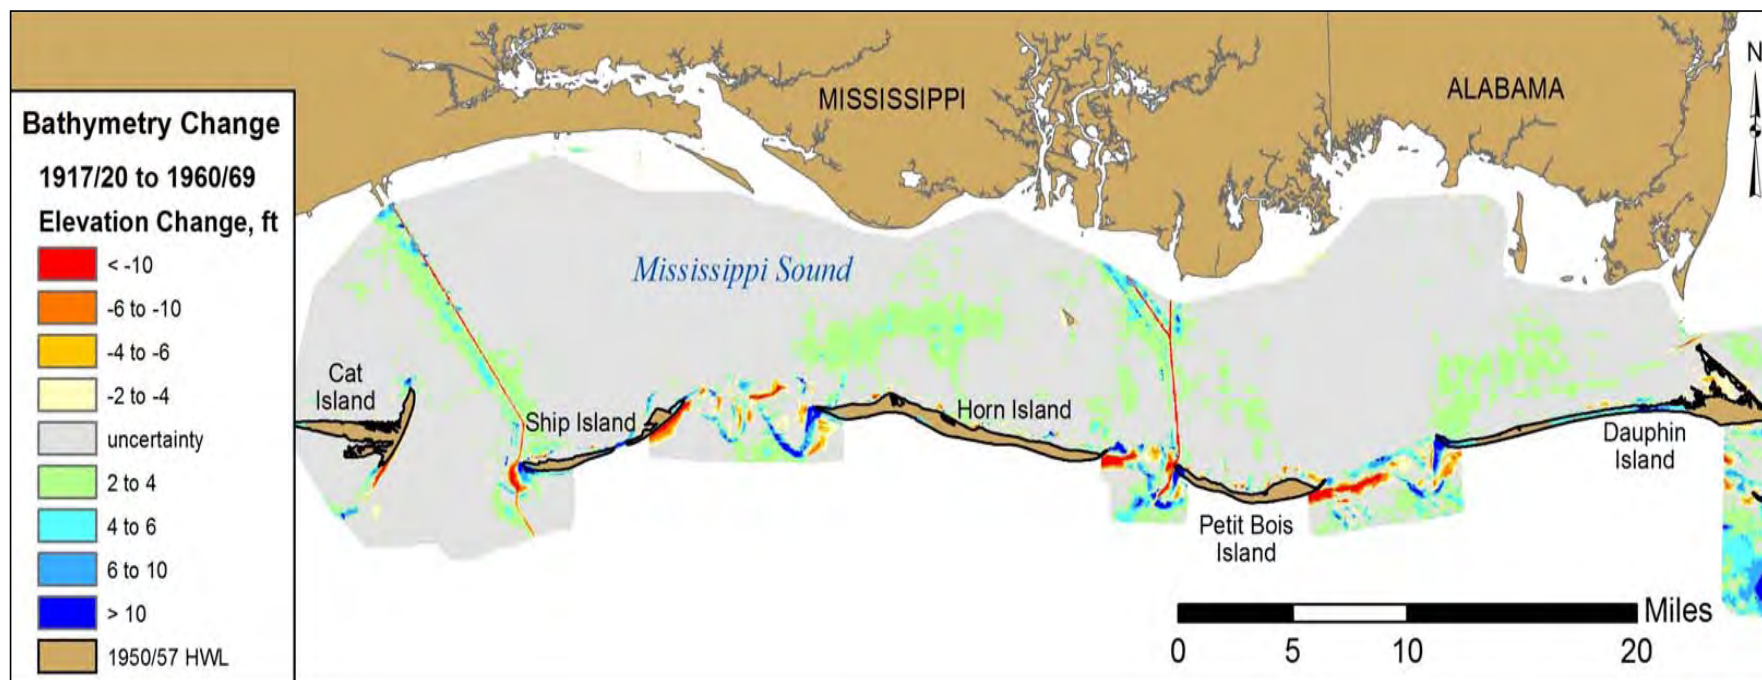 MISSISSIPPI
ALABAMA
N
Bathymetry Change
1917/20 to 1960/69
Elevation Change, ft
< -10
-6 to -10
-4 to -6
-2 to -4
uncertainty
2 to 4
4 to 6
6 to 10
> 10
1950/57 HWL
Mississippi Sound
Cat
Island
Ship Island
Horn Island
Petit Bois
Island
Dauphin
Island
Miles
0 5 10 20